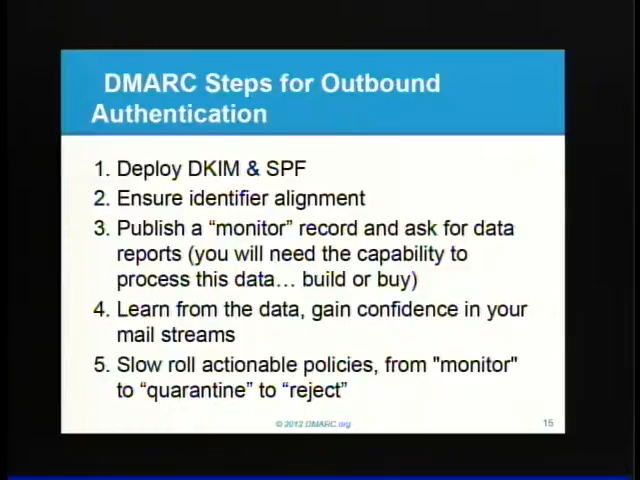 DMARC Steps for Outbound
Authentication
1. Deploy DKIM & SPF
2. Ensure identifier alignment
3. Publish a “monitor” record and ask for data
reports (you will need the capability to
process this data… build or buy)
4. Learn from the data, gain confidence in your
mail streams
5. Slow roll actionable policies, from "monitor"
to “quarantine” to “reject”
© 2012 DMARC.org
15